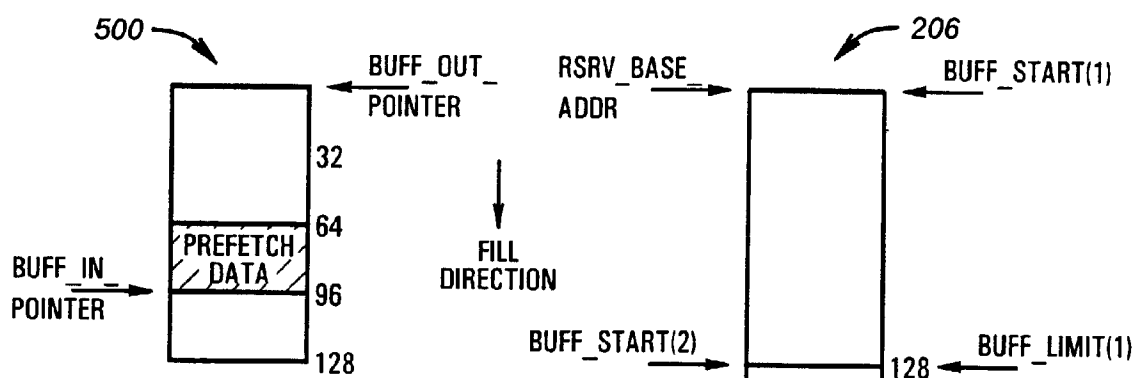 500
206
BUFF_OUT_
POINTER
RSRV_BASE_
ADDR
BUFF_START(1)
32
64
PREFETCH
DATA
FILL
DIRECTION
BUFF_IN_
POINTER
96
128
BUFF_START(2)
128
BUFF_LIMIT(1)